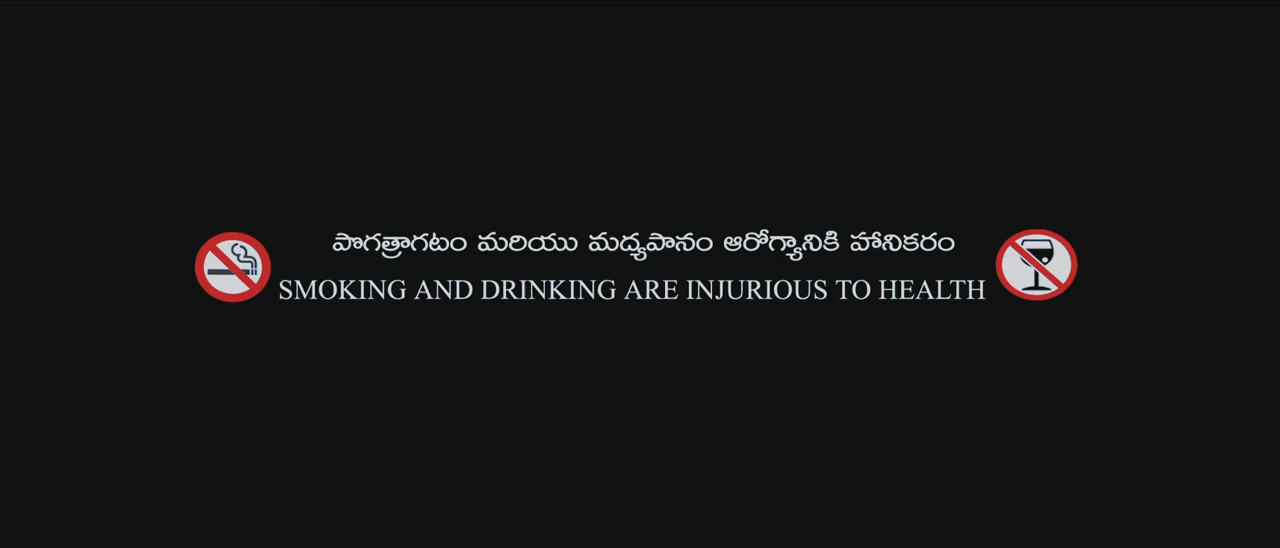 పొగత్రాగటం మరియు మద్యపానం ఆరోగ్యానికి హానికరం
SMOKING AND DRINKING ARE INJURIOUS TO HEALTH